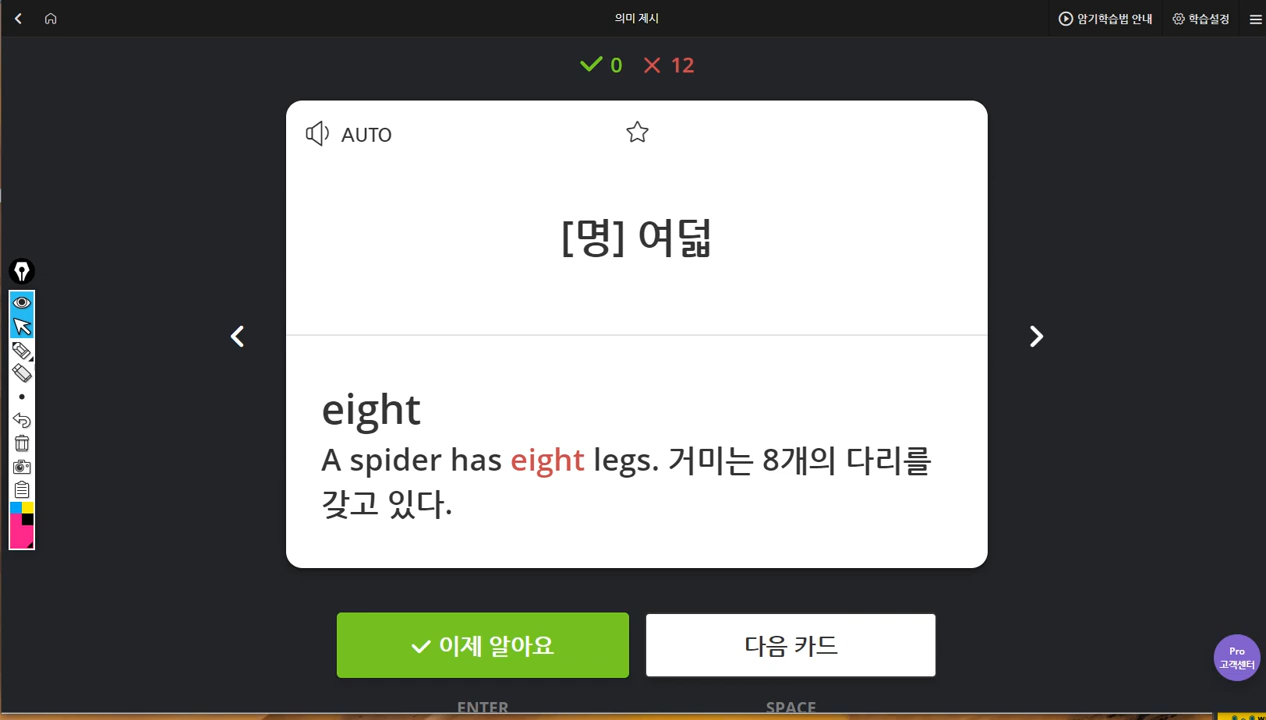 의미 제시
암기학습법 안내
학습설정
0
12
AUTO
[명] 여덟
eight
A spider has eight legs. 거미는 8개의 다리를
갖고 있다.
이제 알아요
다음 카드
ENTER
SPACE
Pro
고객센터